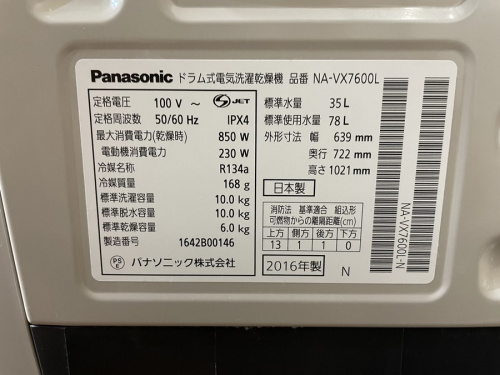 Panasonic ドラム式電気洗濯乾燥機 品番 NA-VX7600L
定格電圧 100 V ～ S JET
定格周波数 50/60 Hz IPX4
最大消費電力(乾燥時) 850 W
電動機消費電力 230 W
冷媒名称 R134a
冷媒質量 168 g
標準洗濯容量 10.0 kg
標準脱水容量 10.0 kg
標準乾燥容量 6.0 kg
製造番号 1642B00146
PS E パナソニック株式会社
標準水量 35 L
標準使用水量 78 L
外形寸法 幅 639 mm
奥行 722 mm
高さ 1021 mm
日本製
消防法 基準適合 組込形
可燃物からの離隔距離(cm)
上方 側方 後方 下方
13 1 1 0
2016年製 N
NA-VX7600L-N